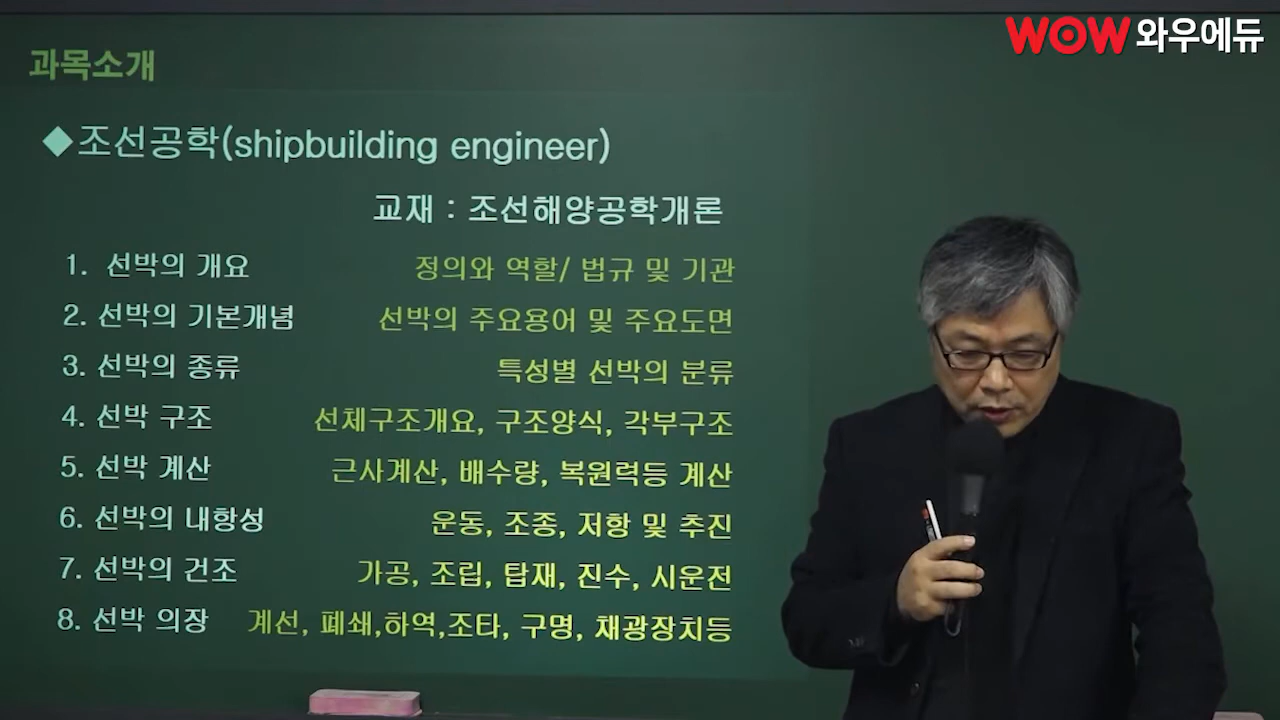 WOW 와우에듀
과목소개
◆조선공학(shipbuilding engineer)
교재 : 조선해양공학개론
1. 선박의 개요 정의와 역할/ 법규 및 기관
2. 선박의 기본개념 선박의 주요용어 및 주요도면
3. 선박의 종류 특성별 선박의 분류
4. 선박 구조 선체구조개요, 구조양식, 각부구조
5. 선박 계산 근사계산, 배수량, 복원력등 계산
6. 선박의 내항성 운동, 조종, 저항 및 추진
7. 선박의 건조 가공, 조립, 탑재, 진수, 시운전
8. 선박 의장 계선, 폐쇄,하역,조타, 구명, 채광장치등